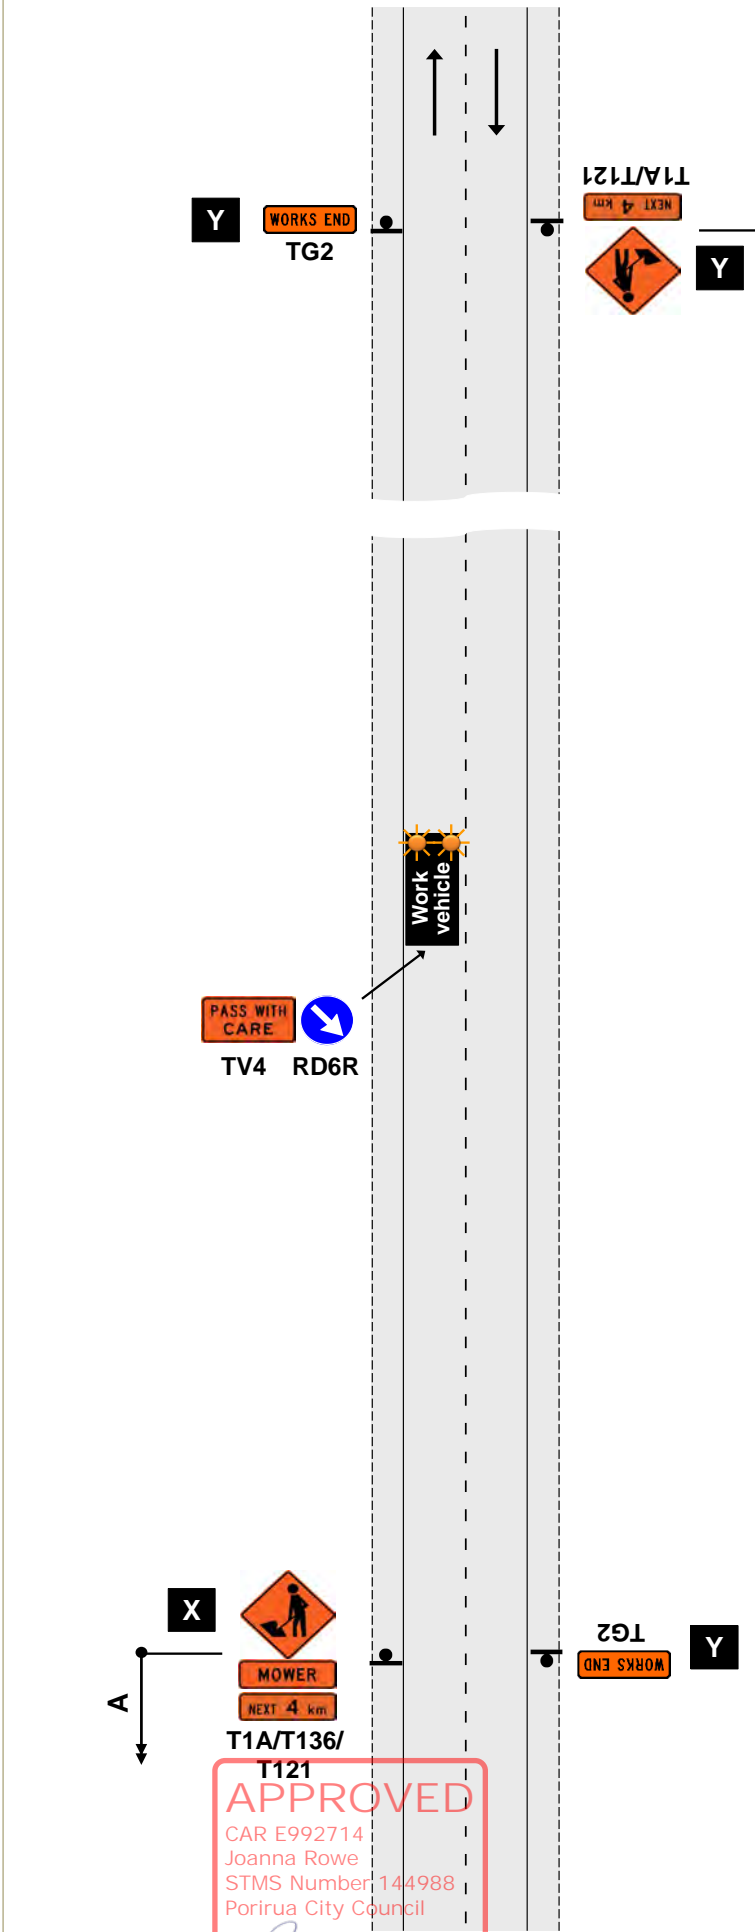 T1A/T121
NEXT 4 km
Y
WORKS END
TG2
Y
Work
vehicle
PASS WITH
CARE
TV4 RD6R
X
MOWER
NEXT 4 km
T1A/T136/
T121
A
TG2
WORKS END
Y
APPROVED
CAR E992714
Joanna Rowe
STMS Number 144988
Porirua City Council